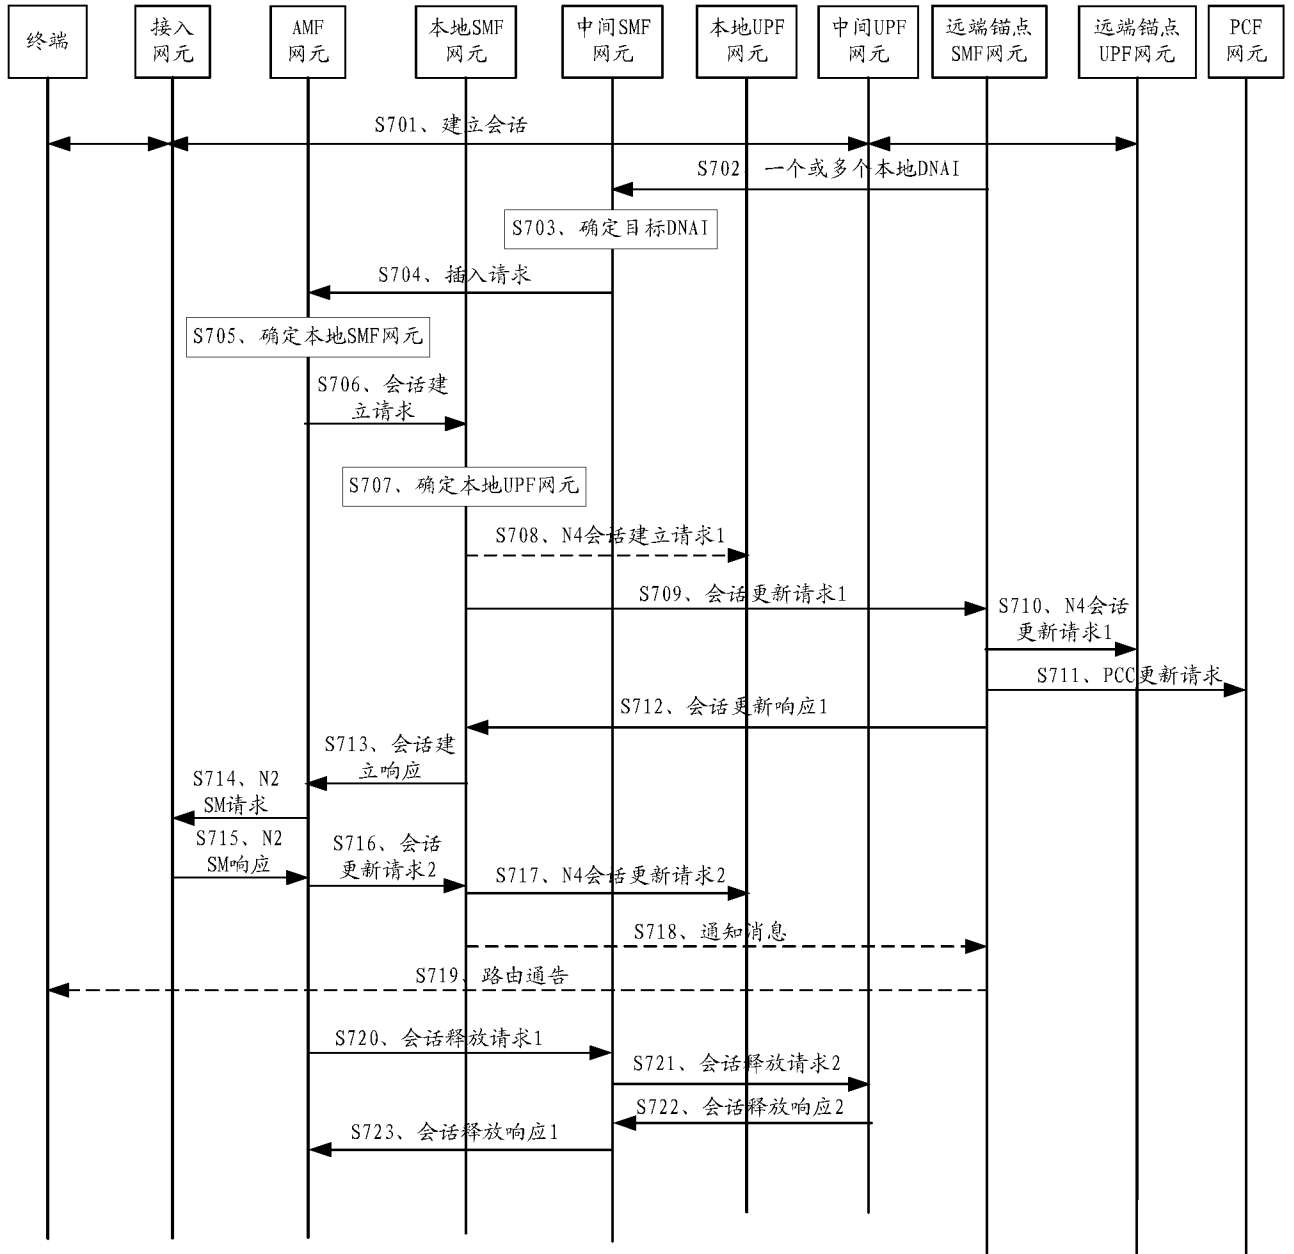 终端
接入
网元
AMF
网元
本地SMF
网元
中间SMF
网元
本地UPF
网元
中间UPF
网元
远端锚点
SMF网元
远端锚点
UPF网元
PCF
网元
S701、建立会话
S702、一个或多个本地DNAI
S703、确定目标DNAI
S704、插入请求
S705、确定本地SMF网元
S706、会话建
立请求
S707、确定本地UPF网元
S708、N4会话建立请求1
S709、会话更新请求1
S710、N4会话
更新请求1
S711、PCC更新请求
S712、会话更新响应1
S713、会话建
立响应
S714、N2
SM请求
S715、N2
SM响应
S716、会话
更新请求2
S717、N4会话更新请求2
S718、通知消息
S719、路由通告
S720、会话释放请求1
S721、会话释放请求2
S722、会话释放响应2
S723、会话释放响应1